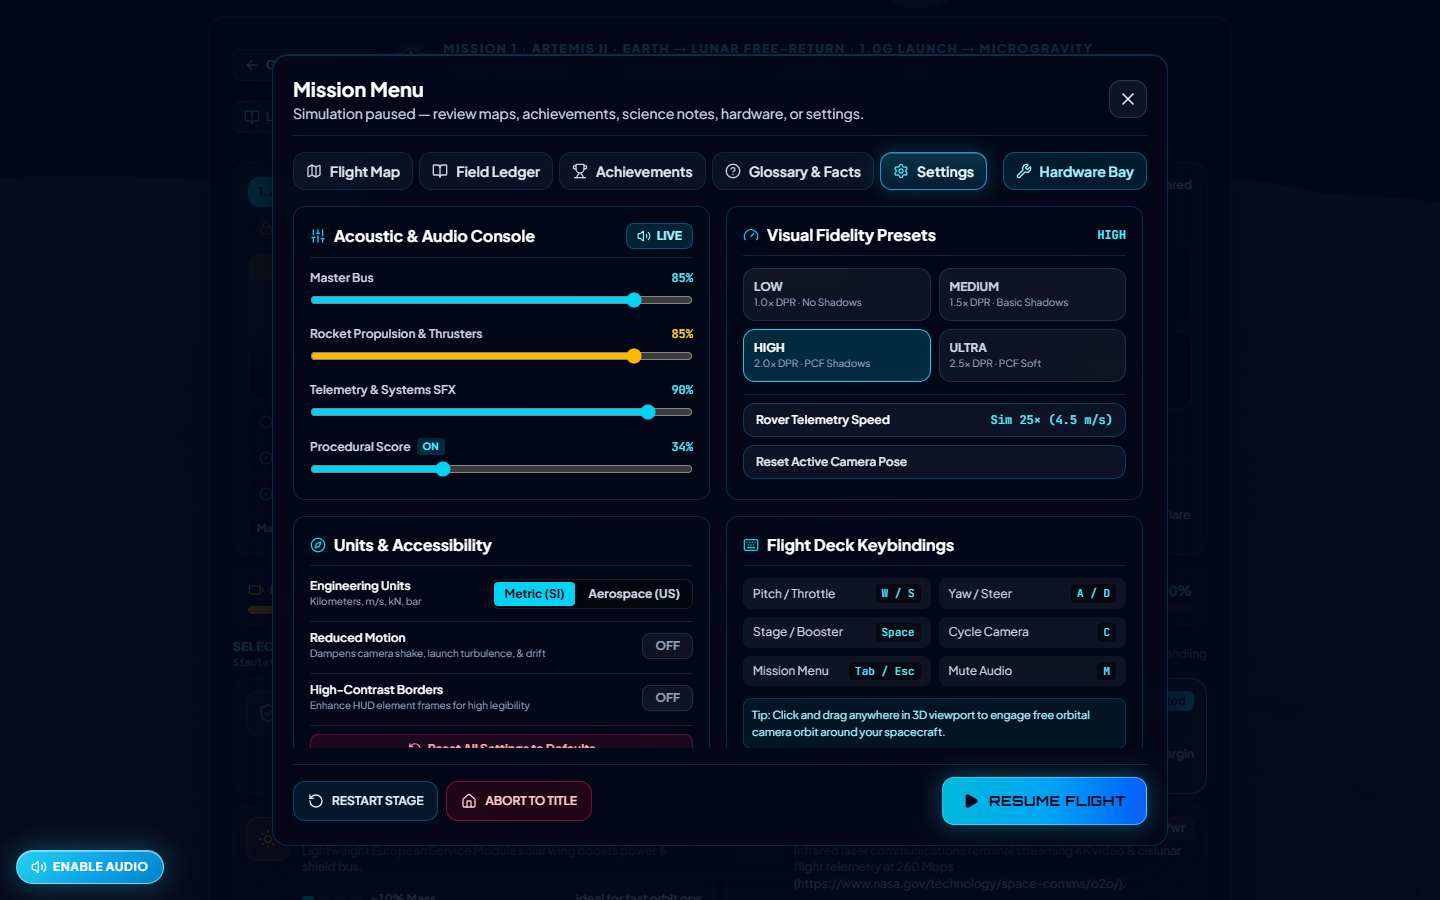 MISSION 1 · ARTEMIS II · EARTH → LUNAR FREE-RETURN · 1.0G LAUNCH → MICROGRAVITY
Mission Menu
Simulation paused — review maps, achievements, science notes, hardware, or settings.
Flight Map
Field Ledger
Achievements
Glossary & Facts
Settings
Hardware Bay
Acoustic & Audio Console
LIVE
Master Bus
85%
Rocket Propulsion & Thrusters
85%
Telemetry & Systems SFX
90%
Procedural Score ON
34%
Visual Fidelity Presets
HIGH
LOW
1.0× DPR · No Shadows
MEDIUM
1.5× DPR · Basic Shadows
HIGH
2.0× DPR · PCF Shadows
ULTRA
2.5× DPR · PCF Soft
Rover Telemetry Speed
Sim 25× (4.5 m/s)
Reset Active Camera Pose
Units & Accessibility
Engineering Units
Kilometers, m/s, kN, bar
Metric (SI)
Aerospace (US)
Reduced Motion
Dampens camera shake, launch turbulence, & drift
OFF
High-Contrast Borders
Enhance HUD element frames for high legibility
OFF
Reset All Settings to Defaults
Flight Deck Keybindings
Pitch / Throttle
W / S
Yaw / Steer
A / D
Stage / Booster
Space
Cycle Camera
C
Mission Menu
Tab / Esc
Mute Audio
M
Tip: Click and drag anywhere in 3D viewport to engage free orbital
camera orbit around your spacecraft.
RESTART STAGE
ABORT TO TITLE
RESUME FLIGHT
ENABLE AUDIO
Lightweight European Service Module solar wing boosts power &
shield bus.
+10% Mass
Ideal for fast orbit ops
Infrared laser communications terminal streaming 4K video & cislunar
flight telemetry at 260 Mbps
(https://www.nasa.gov/technology/space-comms/o2o/).